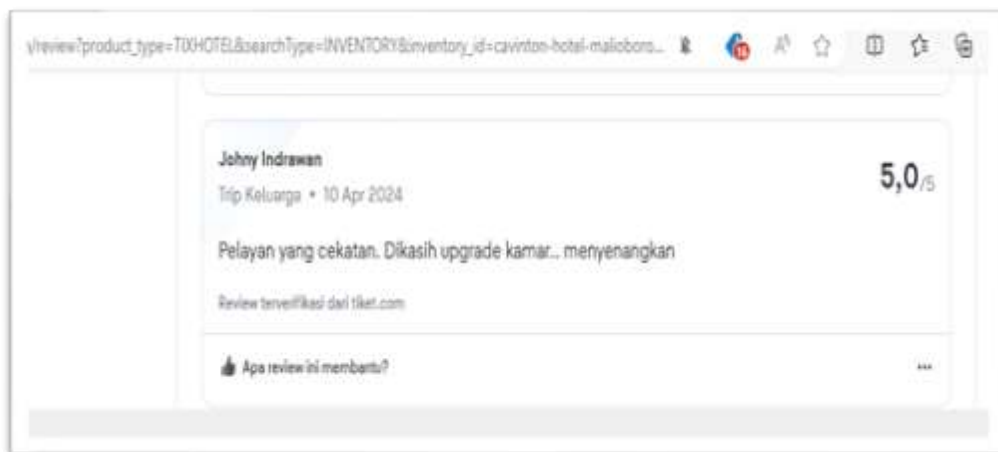 /review?product_type=TIXHOTEL&searchType=INVENTORY&inventory_id=cavinton-hotel-malioboro...
Johny Indrawan
5,0/5
Trip Keluarga • 10 Apr 2024
Pelayan yang cekatan. Dikasih upgrade kamar... menyenangkan
Review terverifikasi dari tiket.com
Apa review ini membantu?